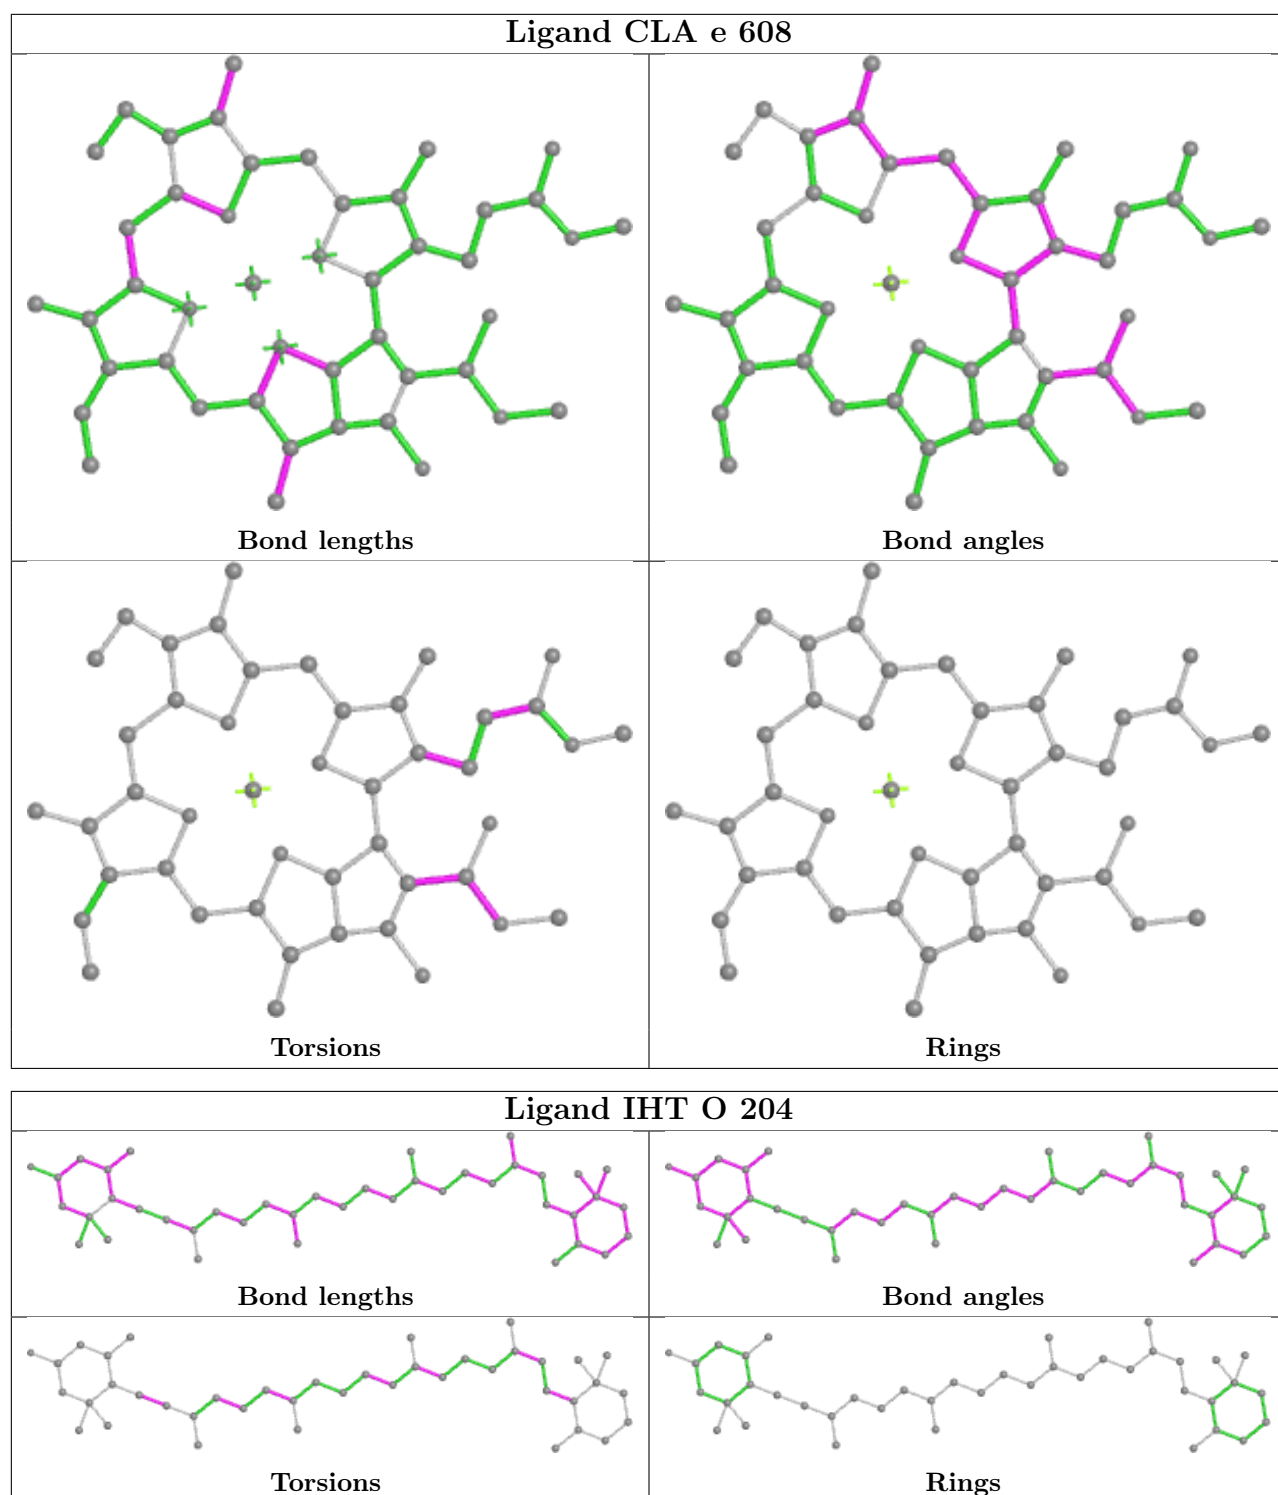 Ligand CLA e 608
Bond lengths
Bond angles
Torsions
Rings
Ligand IHT O 204
Bond lengths
Bond angles
Torsions
Rings